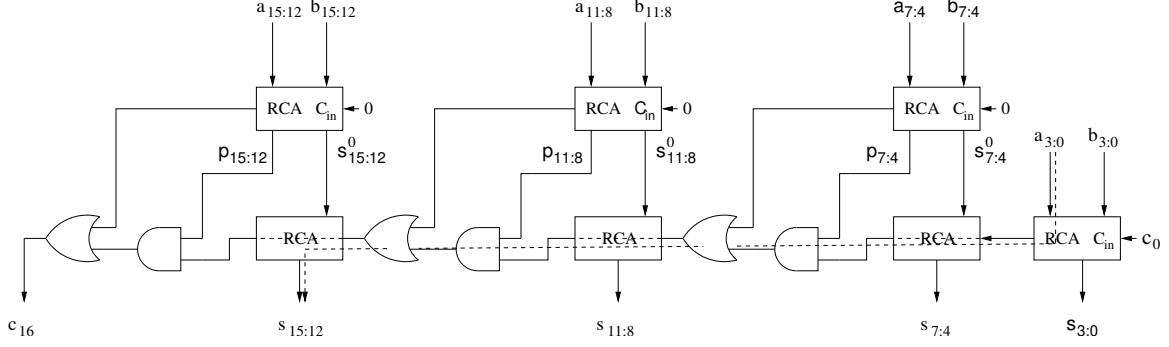 a15:12 b15:12 a11:8 b11:8 a7:4 b7:4
RCA Cin 0 RCA Cin 0 RCA Cin 0
p15:12 s⁰15:12 p11:8 s⁰11:8 p7:4 s⁰7:4 a3:0 b3:0
RCA RCA RCA RCA Cin c0
c16 s15:12 s11:8 s7:4 s3:0